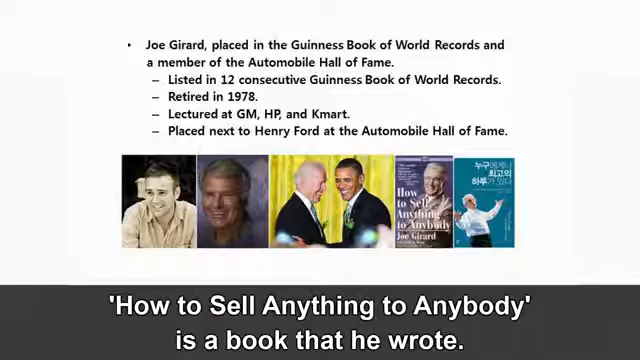 • Joe Girard, placed in the Guinness Book of World Records and
a member of the Automobile Hall of Fame.
– Listed in 12 consecutive Guinness Book of World Records.
– Retired in 1978.
– Lectured at GM, HP, and Kmart.
– Placed next to Henry Ford at the Automobile Hall of Fame.
How
to Sell
Anything
to Anybody
Joe Girard
누구에게나
최고의
하루가 있다
'How to Sell Anything to Anybody'
is a book that he wrote.